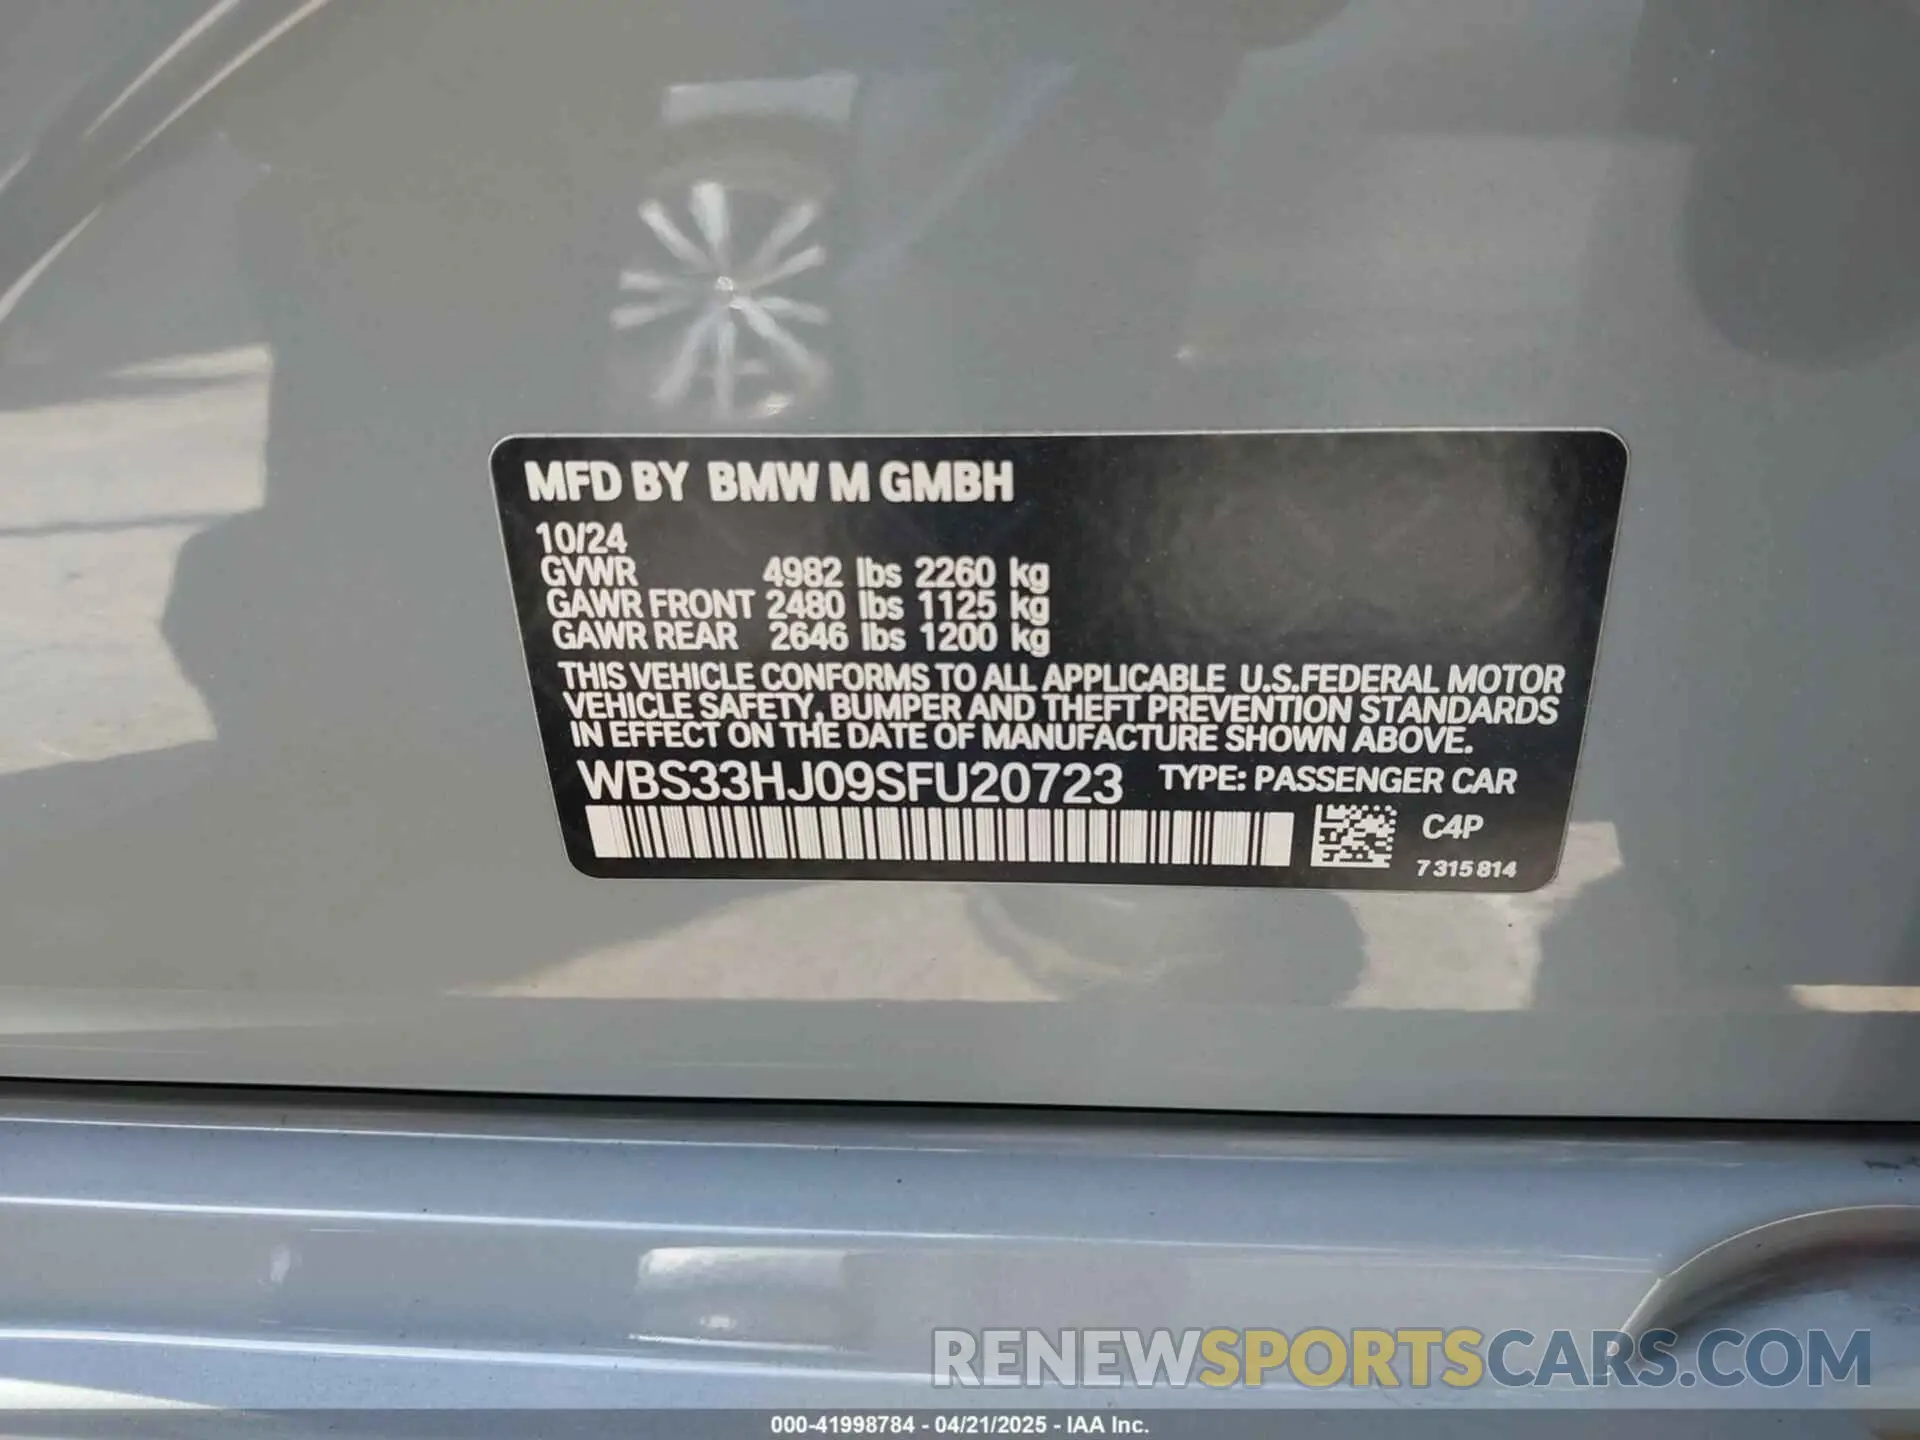 MFD BY BMW M GMBH
10/24
GVWR 4982 lbs 2260 kg
GAWR FRONT 2480 lbs 1125 kg
GAWR REAR 2646 lbs 1200 kg
THIS VEHICLE CONFORMS TO ALL APPLICABLE U.S.FEDERAL MOTOR
VEHICLE SAFETY, BUMPER AND THEFT PREVENTION STANDARDS
IN EFFECT ON THE DATE OF MANUFACTURE SHOWN ABOVE.
WBS33HJ09SFU20723 TYPE: PASSENGER CAR
C4P
7 315 814
RENEWSPORTSCARS.COM
000-41998784 - 04/21/2025 - IAA Inc.